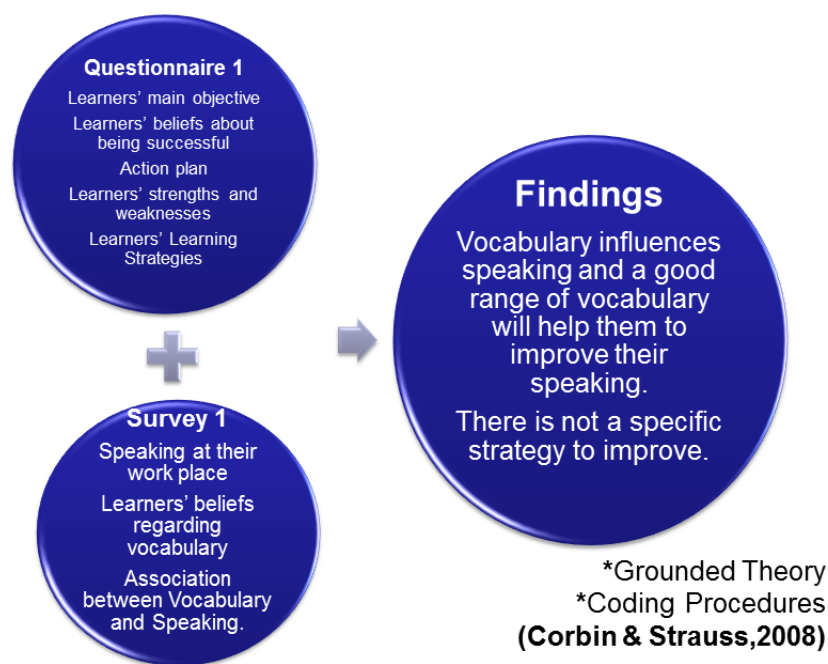 Questionnaire 1
Learners' main objective
Learners' beliefs about
being successful
Action plan
Learners' strengths and
weaknesses
Learners' Learning
Strategies
Survey 1
Speaking at their
work place
Learners' beliefs
regarding
vocabulary
Association
between Vocabulary
and Speaking.
Findings
Vocabulary influences
speaking and a good
range of vocabulary
will help them to
improve their
speaking.
There is not a specific
strategy to improve.
*Grounded Theory
*Coding Procedures
(Corbin & Strauss,2008)